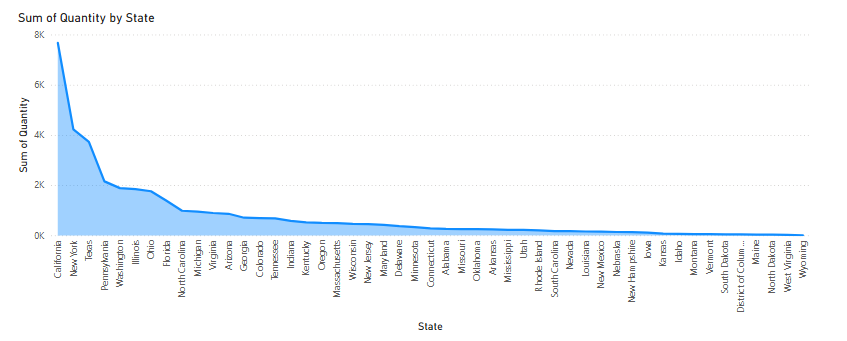 Sum of Quantity by State
8K
6K
4K
2K
0K
Sum of Quantity
California
New York
Texas
Pennsylvania
Washington
Illinois
Ohio
Florida
North Carolina
Michigan
Virginia
Arizona
Georgia
Colorado
Tennessee
Indiana
Kentucky
Oregon
Massachusetts
Wisconsin
New Jersey
Maryland
Delaware
Minnesota
Connecticut
Alabama
Missouri
Oklahoma
Arkansas
Mississippi
Utah
Rhode Island
South Carolina
Nevada
Louisiana
New Mexico
Nebraska
New Hampshire
Iowa
Kansas
Idaho
Montana
Vermont
South Dakota
District of Colum...
Maine
North Dakota
West Virginia
Wyoming
State